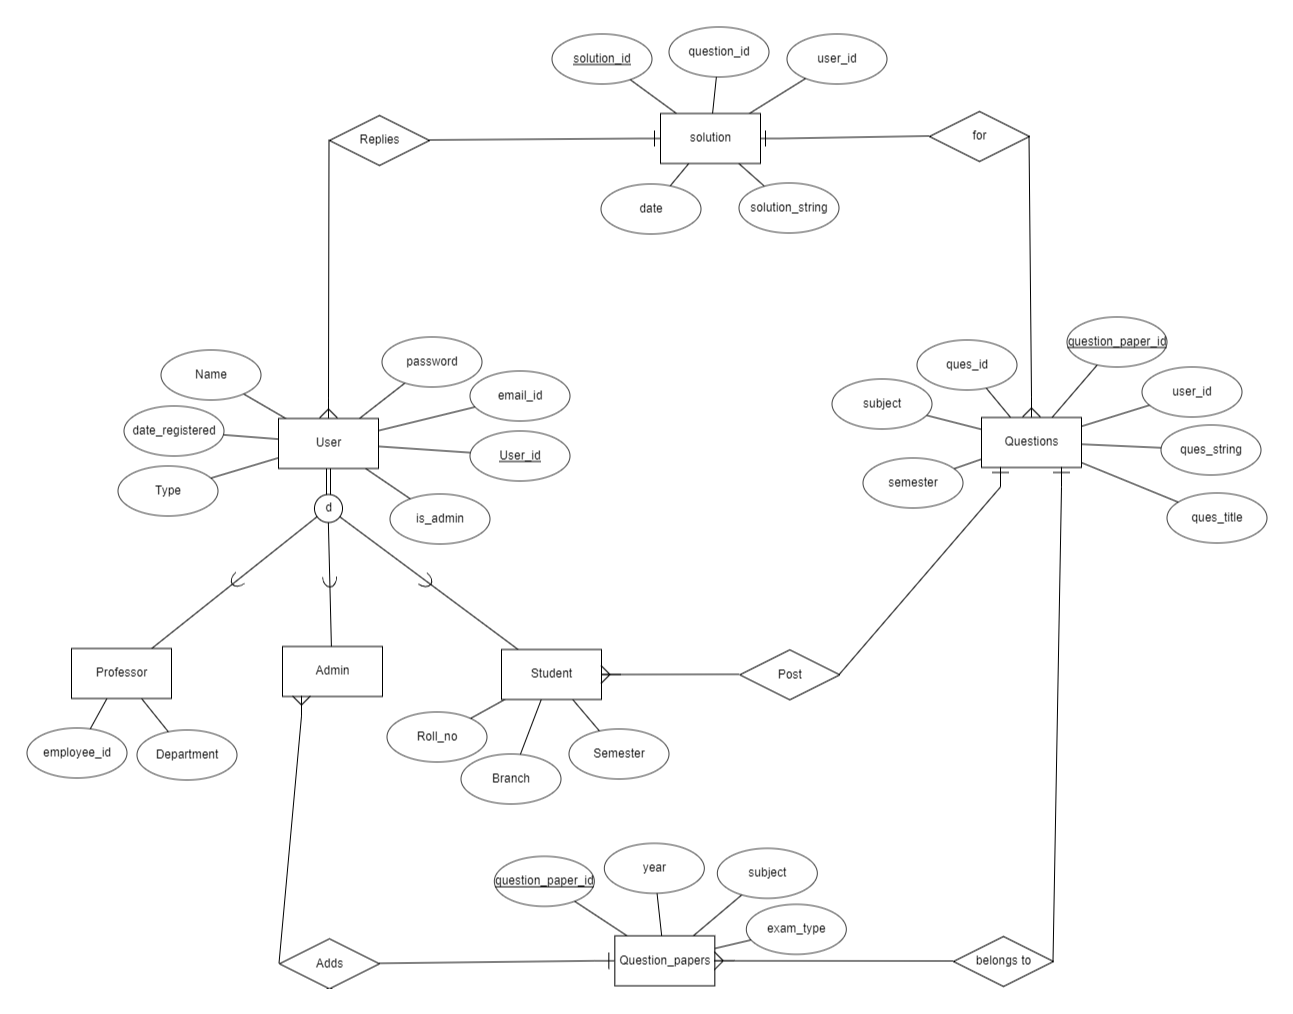 solution_id
question_id
user_id
Replies
solution
for
date
solution_string
Name
password
email_id
date_registered
User
User_id
Type
is_admin
d
question_paper_id
ques_id
user_id
subject
Questions
ques_string
semester
ques_title
Professor
Admin
Student
Post
employee_id
Department
Roll_no
Branch
Semester
question_paper_id
year
subject
exam_type
Adds
Question_papers
belongs to